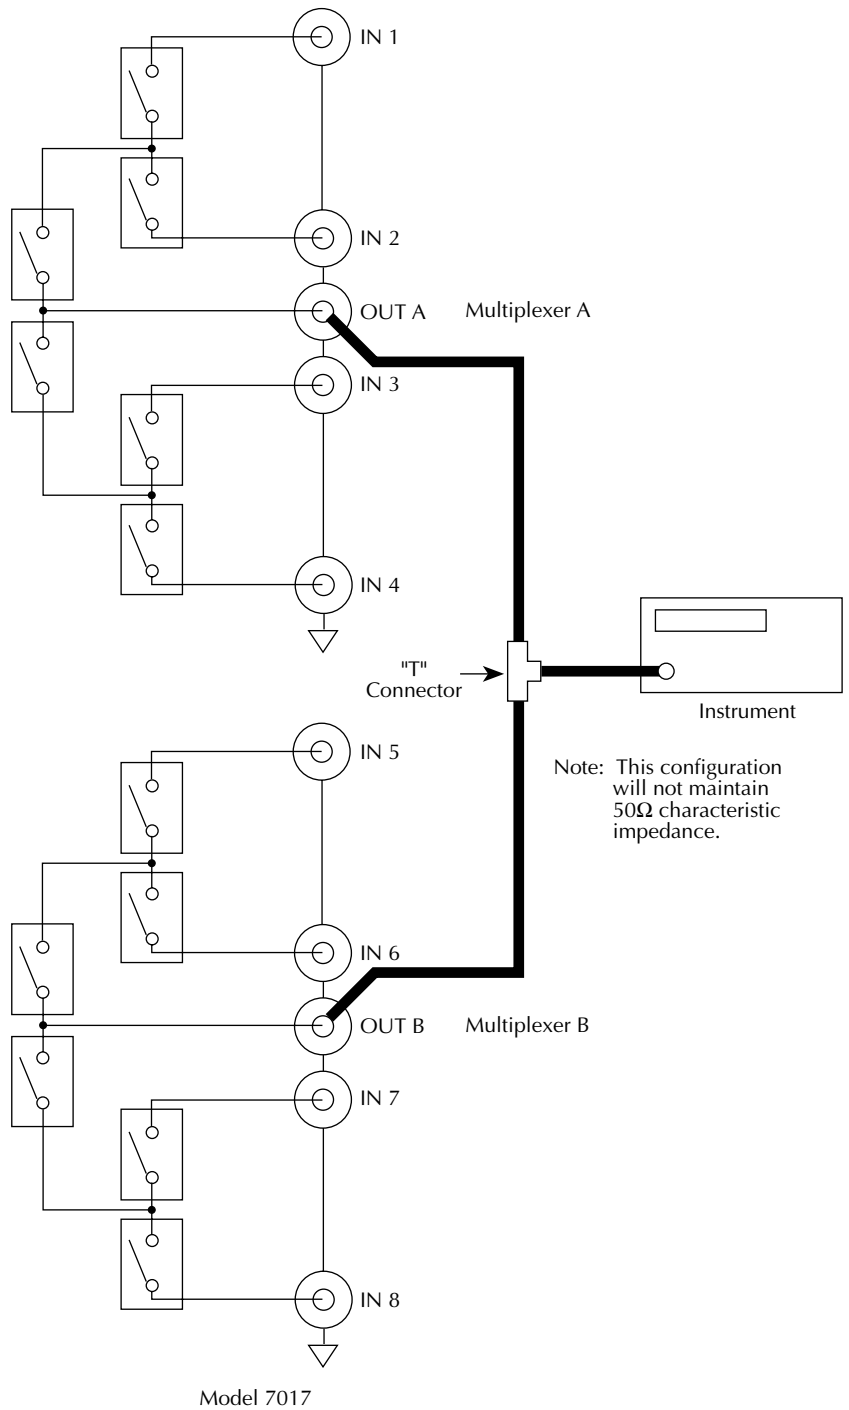 IN 1
IN 2
OUT A
Multiplexer A
IN 3
IN 4
"T"
Connector
Instrument
IN 5
Note: This configuration
will not maintain
50Ω characteristic
impedance.
IN 6
OUT B
Multiplexer B
IN 7
IN 8
Model 7017